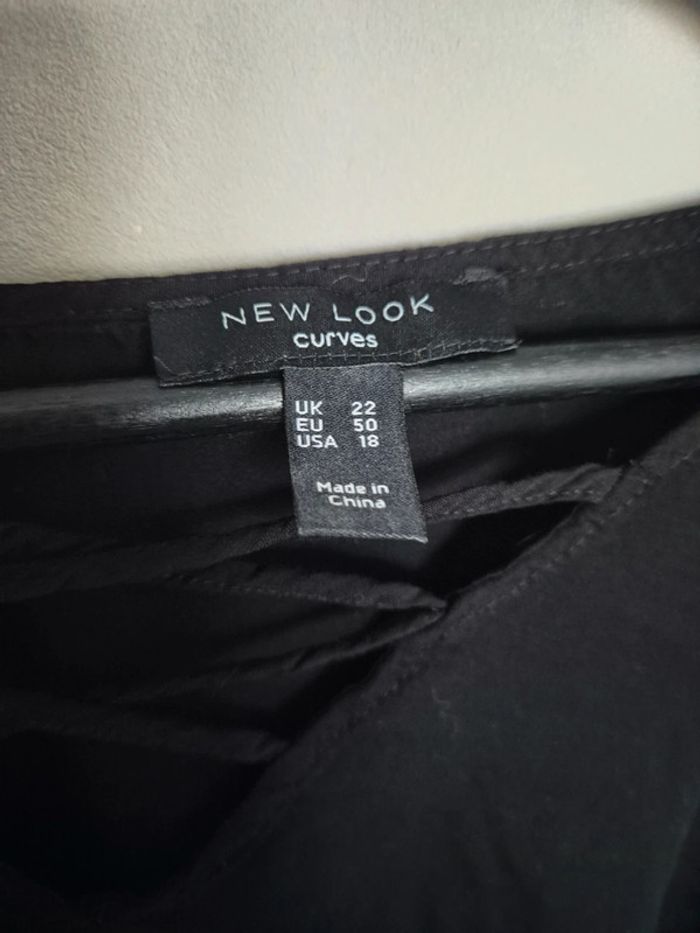 NEW LOOK
curves
UK 22
EU 50
USA 18
Made in
China